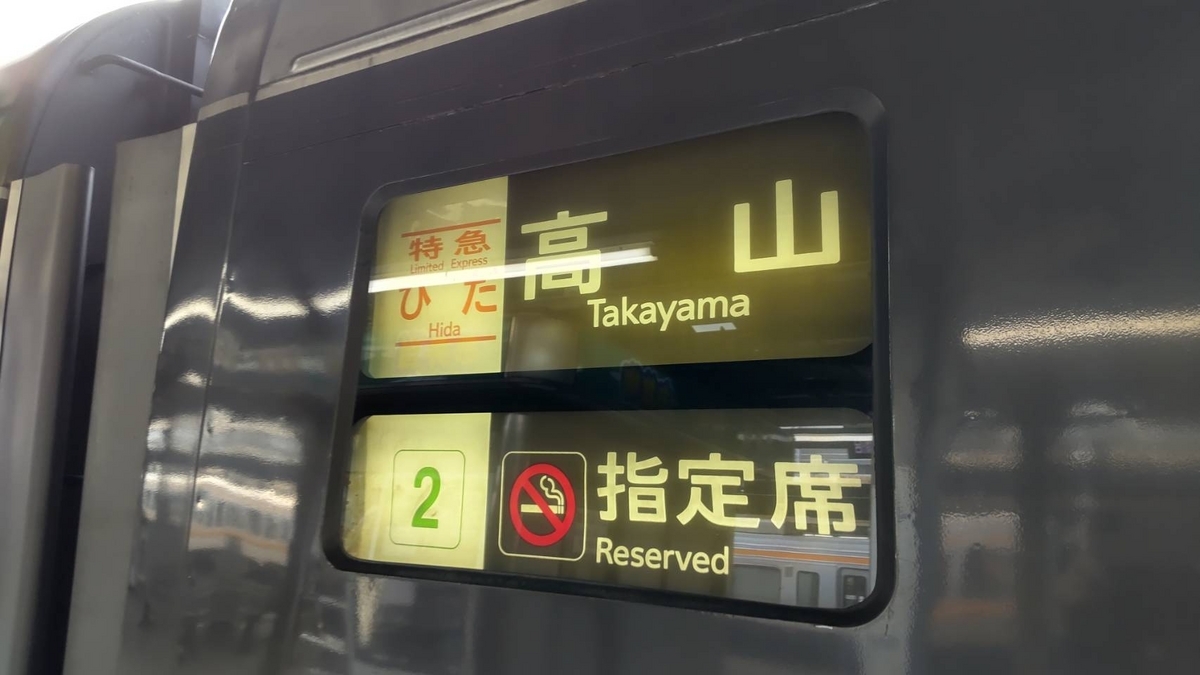 特急
Limited Express
ひだ
Hida
高山
Takayama
2
指定席
Reserved